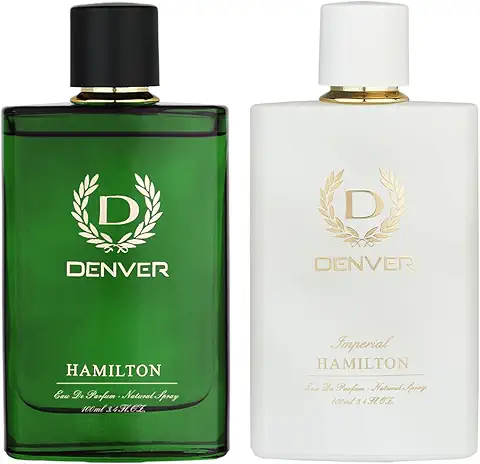 D
DENVER
HAMILTON
Eau De Parfum - Natural Spray
100ml 3.4 FL.OZ.
D
DENVER
Imperial
HAMILTON
Eau De Parfum - Natural Spray
100ml 3.4 FL.OZ.